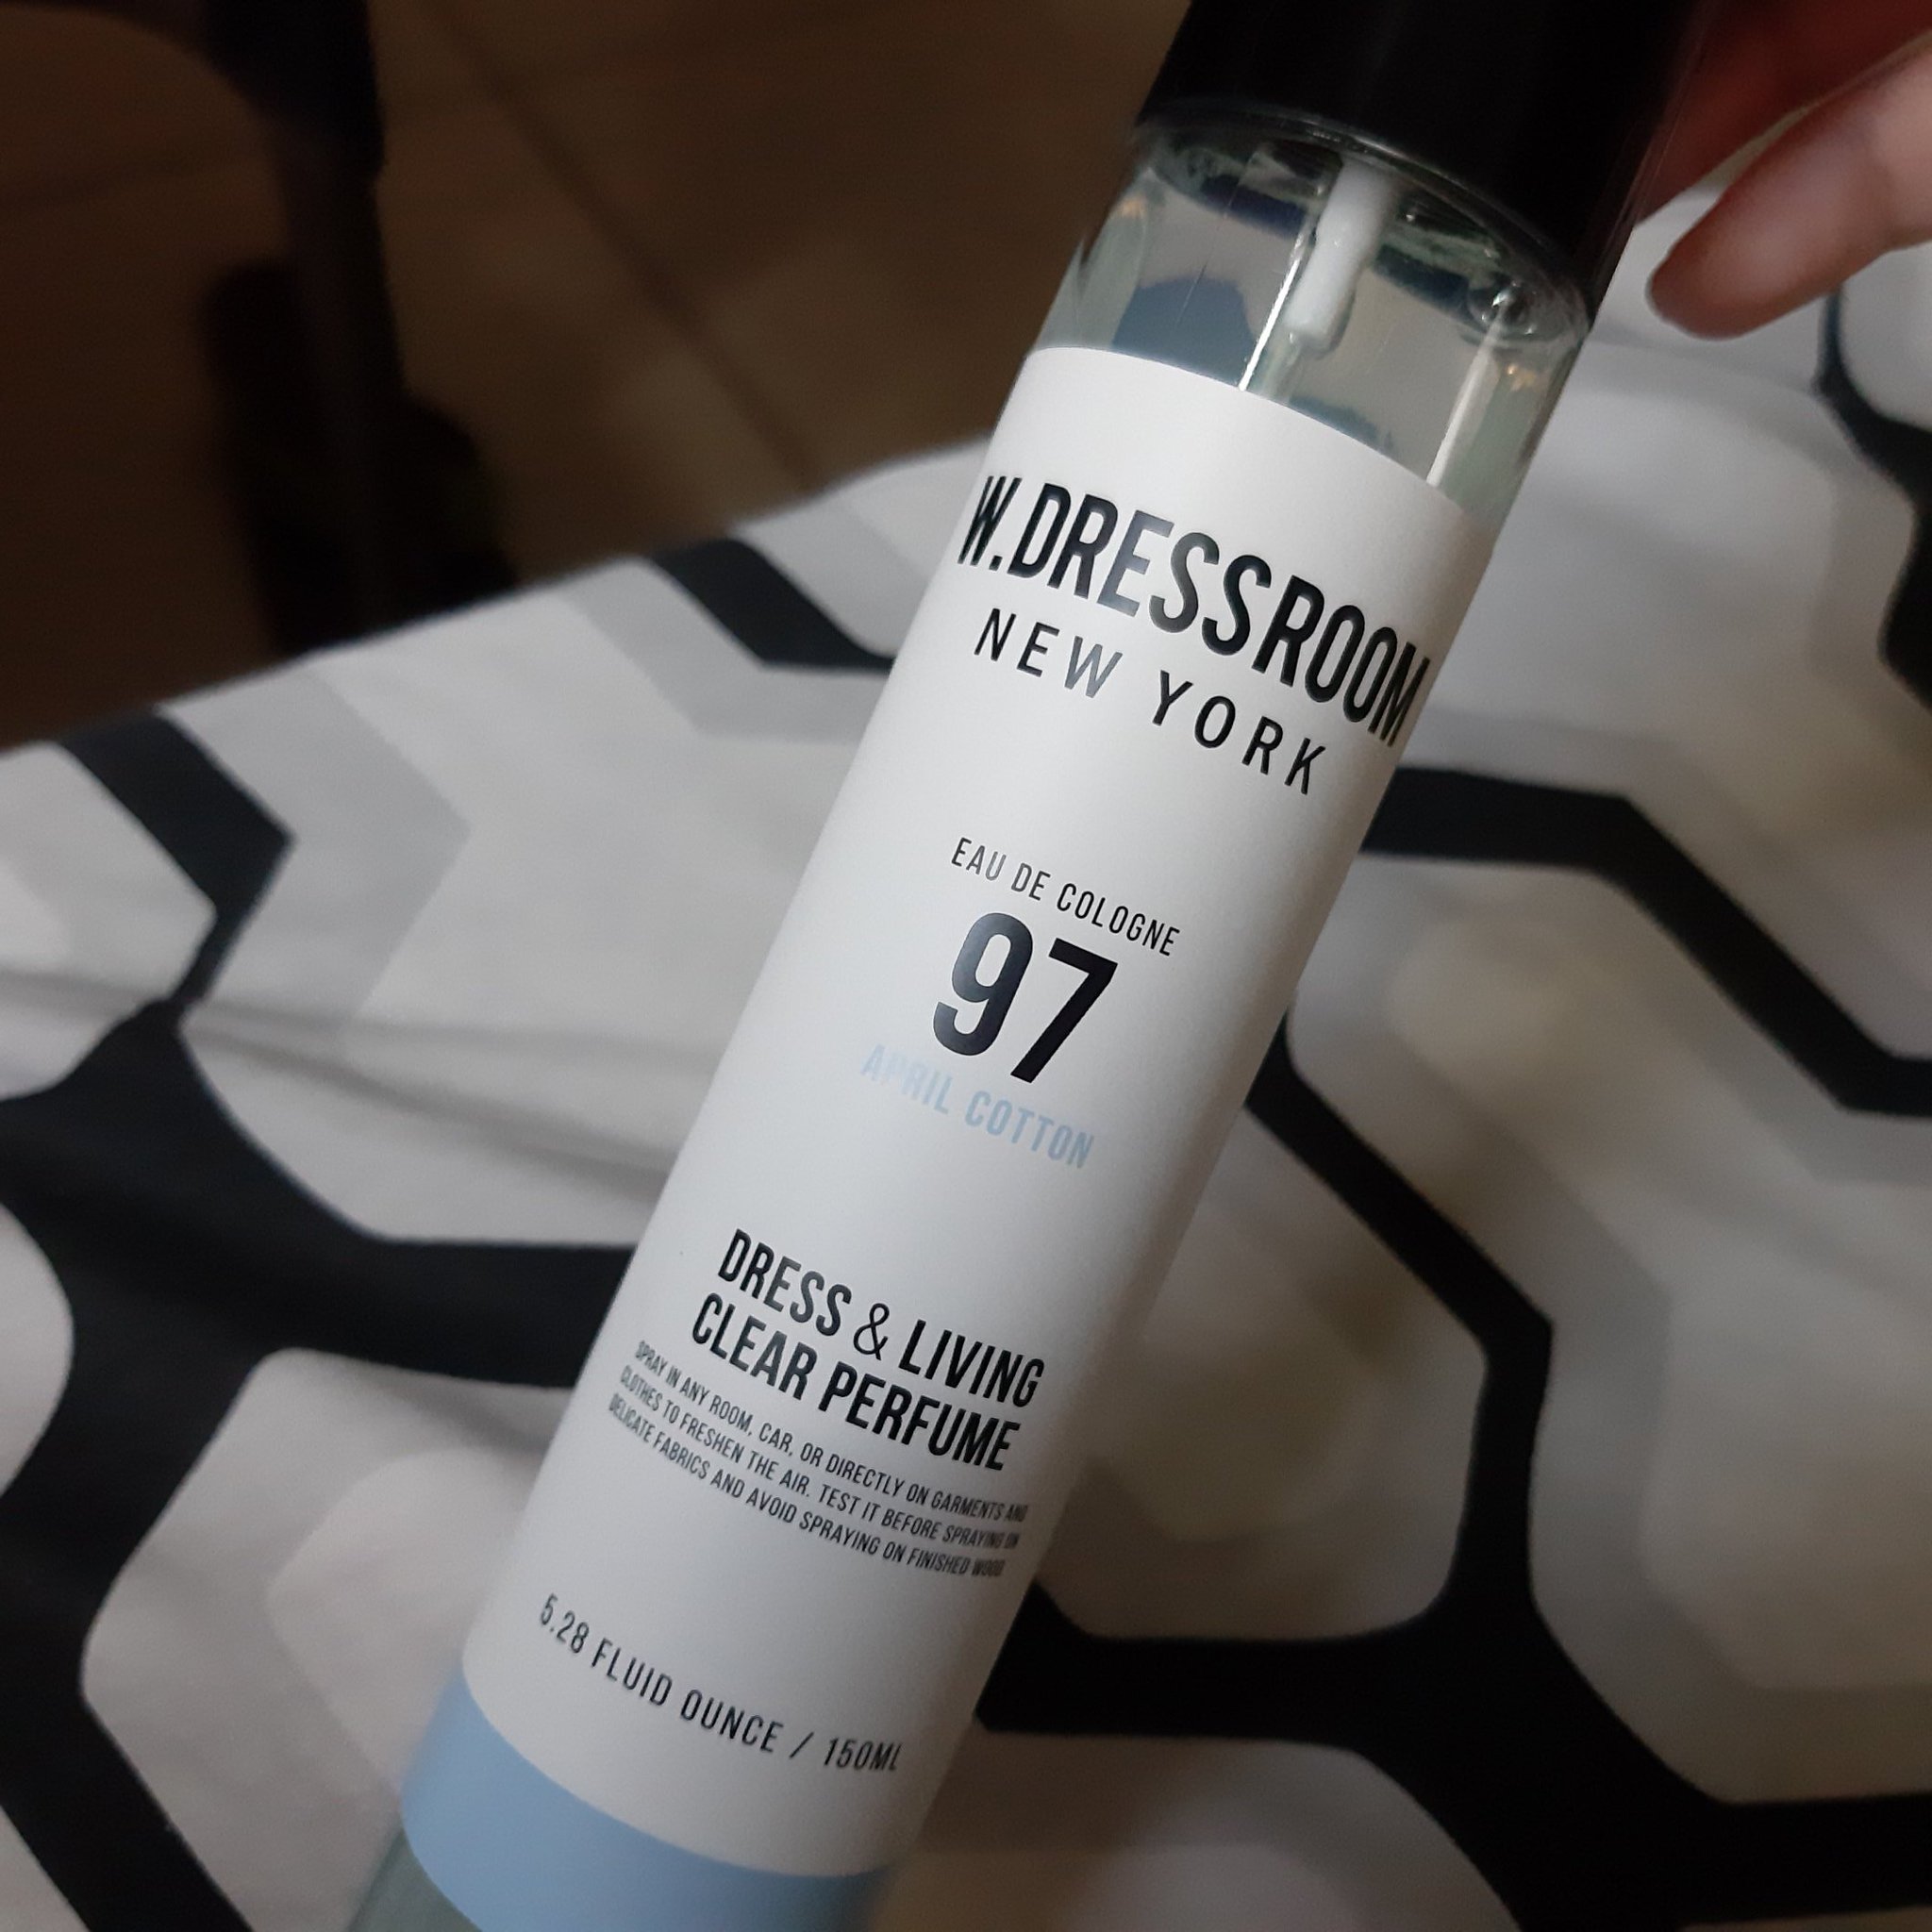 W.DRESSROOM
NEW YORK
EAU DE COLOGNE
97
APRIL COTTON
DRESS & LIVING
CLEAR PERFUME
SPRAY IN ANY ROOM, CAR, OR DIRECTLY ON GARMENTS AND
CLOTHES TO FRESHEN THE AIR. TEST IT BEFORE SPRAYING ON
DELICATE FABRICS AND AVOID SPRAYING ON FINISHED WOOD.
5.28 FLUID OUNCE / 150ML